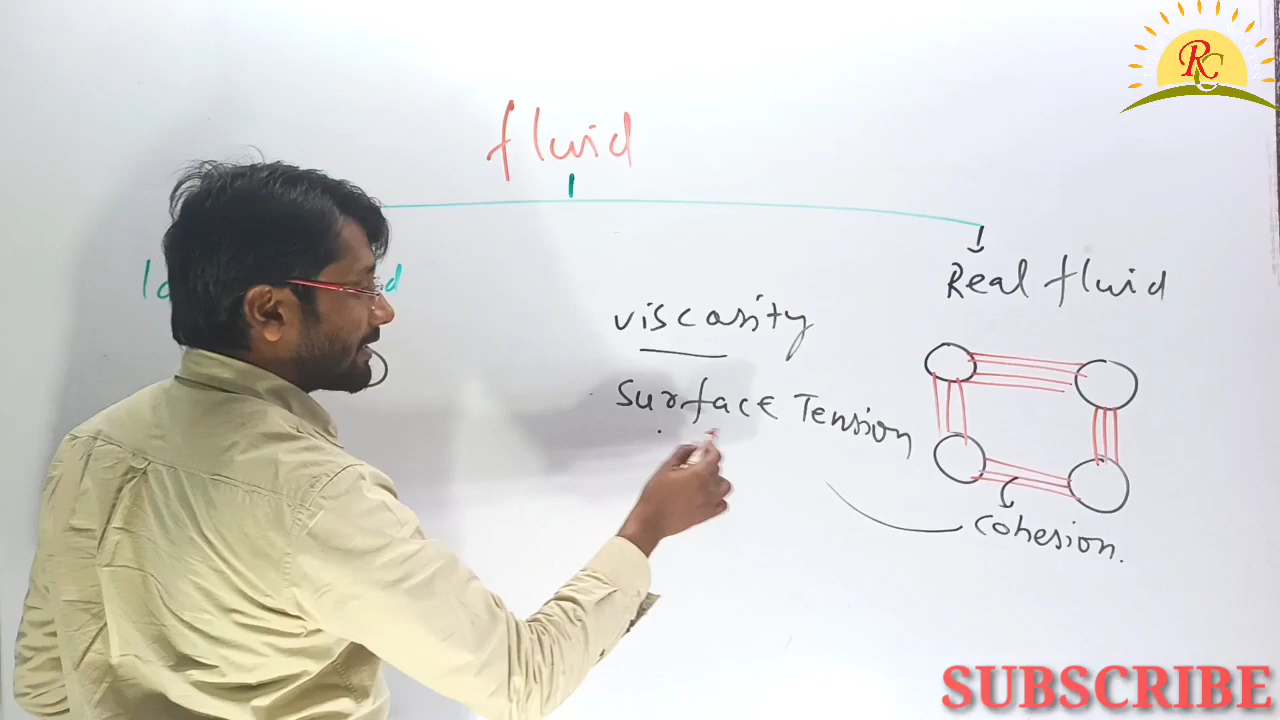 RC
fluid
Real fluid
viscosity
surface Tension
Cohesion.
SUBSCRIBE